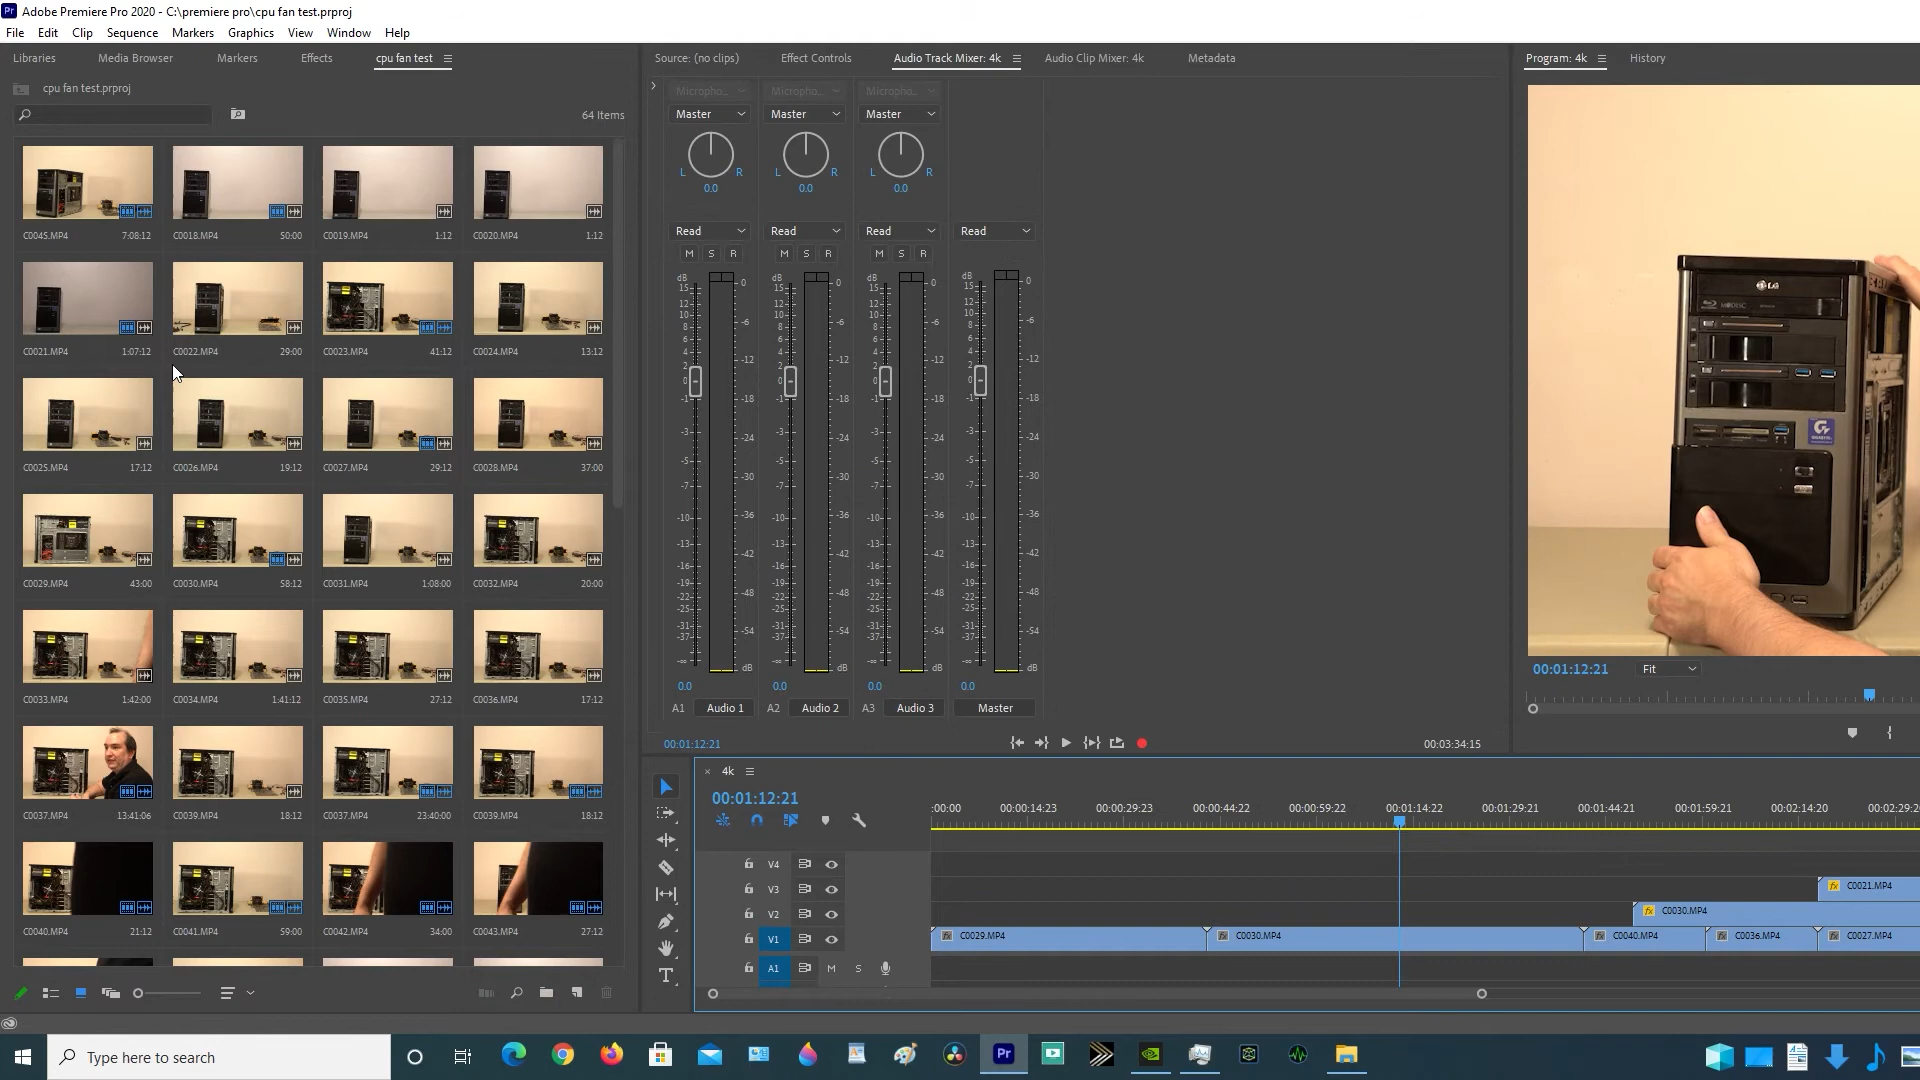 Adobe Premiere Pro 2020 - C:\premiere pro\cpu fan test.prproj
File Edit Clip Sequence Markers Graphics View Window Help
Libraries Media Browser Markers Effects cpu fan test
Source: (no clips) Effect Controls Audio Track Mixer: 4k Audio Clip Mixer: 4k Metadata
Program: 4k History
cpu fan test.prproj
64 Items
C0045.MP4 7:08:12 C0018.MP4 50:00 C0019.MP4 1:12 C0020.MP4 1:12
C0021.MP4 1:07:12 C0022.MP4 29:00 C0023.MP4 41:12 C0024.MP4 13:12
C0025.MP4 17:12 C0026.MP4 19:12 C0027.MP4 29:12 C0028.MP4 37:00
C0029.MP4 43:00 C0030.MP4 58:12 C0031.MP4 1:08:00 C0032.MP4 20:00
C0033.MP4 1:42:00 C0034.MP4 1:41:12 C0035.MP4 27:12 C0036.MP4 17:12
C0037.MP4 13:41:06 C0039.MP4 18:12 C0037.MP4 23:40:00 C0039.MP4 18:12
C0040.MP4 21:12 C0041.MP4 59:00 C0042.MP4 34:00 C0043.MP4 27:12
Micropho... Micropho... Micropho...
Master Master Master
L R L R L R
0.0 0.0 0.0
Read Read Read Read
M S R M S R M S R
dB dB dB dB
15 0 15 0 15 0 15 0
12 12 12 12
10 10 10 10
8 -6 8 -6 8 -6 8 -6
6 6 6 6
4 4 4 4
2 -12 2 -12 2 -12 2 -12
0 0 0 0
-1 -18 -1 -18 -1 -18 -1 -18
-3 -24 -3 -24 -3 -24 -3 -24
-5 -5 -5 -5
-7 -30 -7 -30 -7 -30 -7 -30
-10 -36 -10 -36 -10 -36 -10 -36
-13 -42 -13 -42 -13 -42 -13 -42
-16 -16 -16 -16
-19 -19 -19 -19
-22 -48 -22 -48 -22 -48 -22 -48
-25 -25 -25 -25
-31 -54 -31 -54 -31 -54 -31 -54
-37 -37 -37 -37
-∞ dB -∞ dB -∞ dB -∞ dB
0.0 0.0 0.0 0.0
A1 Audio 1 A2 Audio 2 A3 Audio 3 Master
00:01:12:21 00:03:34:15
LG
GIGABYTE
00:01:12:21 Fit
× 4k
00:01:12:21
:00:00 00:00:14:23 00:00:29:23 00:00:44:22 00:00:59:22 00:01:14:22 00:01:29:21 00:01:44:21 00:01:59:21 00:02:14:20 00:02:29:20
V4
V3 fx C0021.MP4
V2 fx C0030.MP4
V1 fx C0029.MP4 fx C0030.MP4 fx C0040.MP4 fx C0036.MP4 fx C0027.MP4
A1 M S
Type here to search
Pr